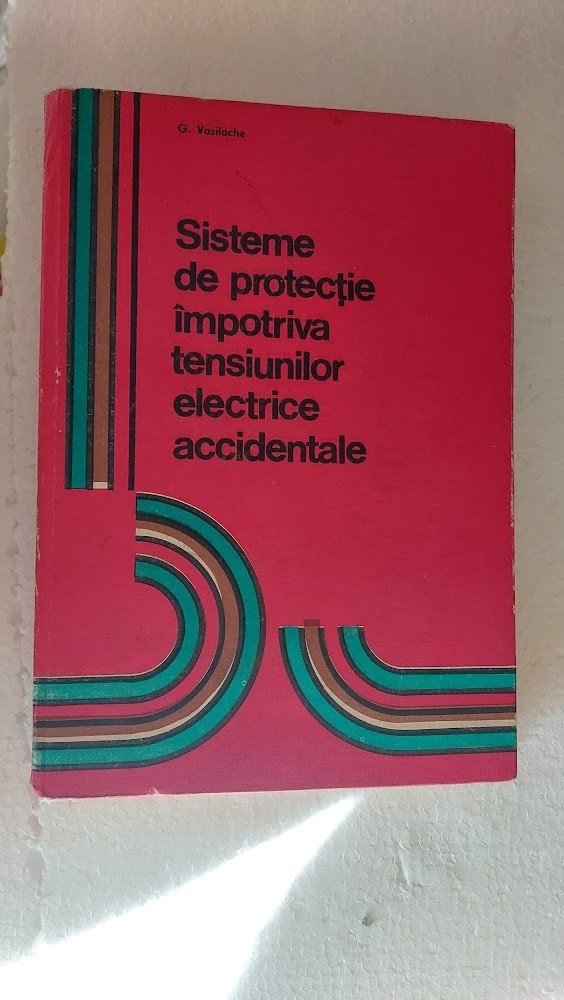 G. Vasilache
Sisteme
de protecție
împotriva
tensiunilor
electrice
accidentale